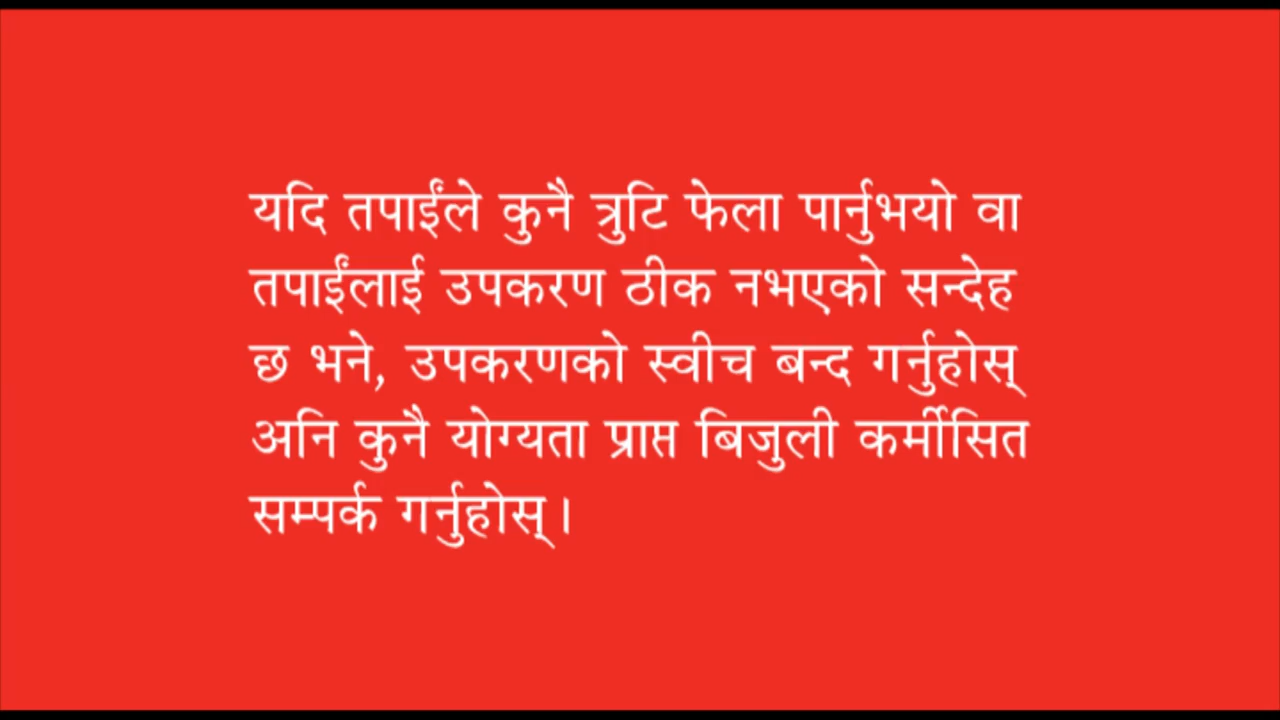 यदि तपाईंले कुनै त्रुटि फेला पार्नुभयो वा
तपाईंलाई उपकरण ठीक नभएको सन्देह
छ भने, उपकरणको स्वीच बन्द गर्नुहोस्
अनि कुनै योग्यता प्राप्त बिजुली कर्मीसित
सम्पर्क गर्नुहोस्।